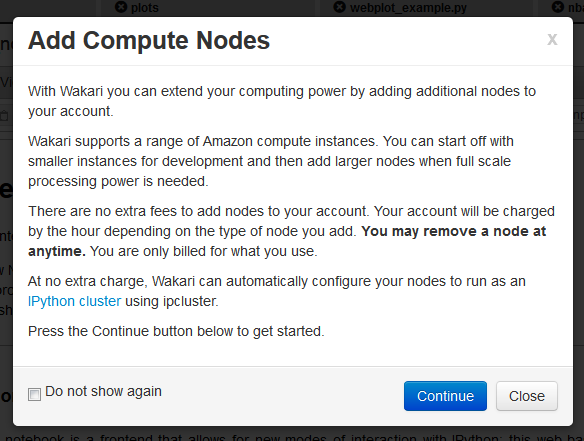 plots
webplot_example.py
Add Compute Nodes
x
With Wakari you can extend your computing power by adding additional nodes to
your account.
Wakari supports a range of Amazon compute instances. You can start off with
smaller instances for development and then add larger nodes when full scale
processing power is needed.
There are no extra fees to add nodes to your account. Your account will be charged
by the hour depending on the type of node you add. You may remove a node at
anytime. You are only billed for what you use.
At no extra charge, Wakari can automatically configure your nodes to run as an
IPython cluster using ipcluster.
Press the Continue button below to get started.
Do not show again
Continue
Close
notebook is a frontend that allows for new modes of interaction with IPython: this web-ba